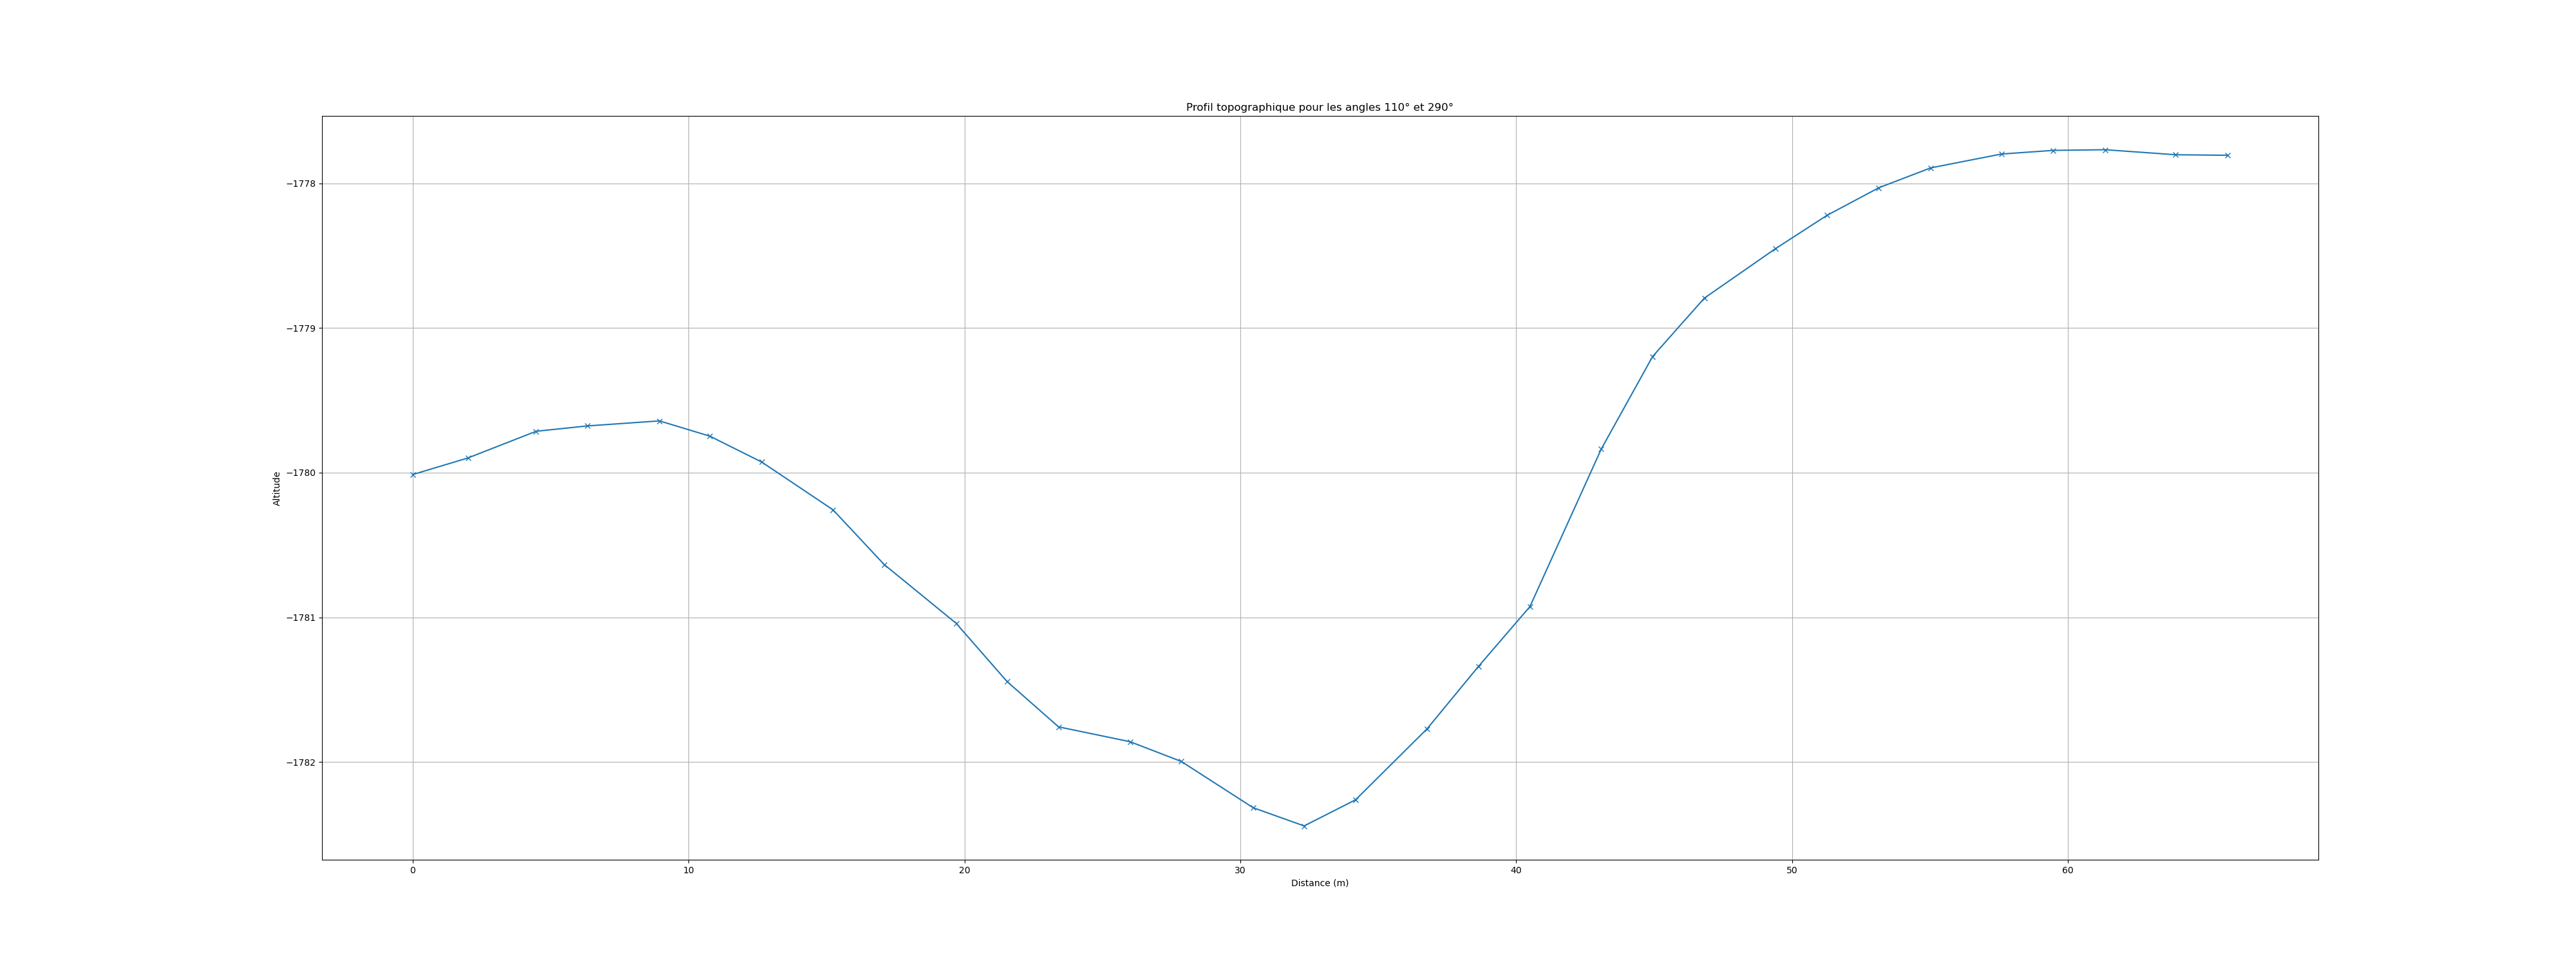 Profil topographique pour les angles 110° et 290°
−1778
−1779
−1780
−1781
−1782
Altitude
0 10 20 30 40 50 60
Distance (m)